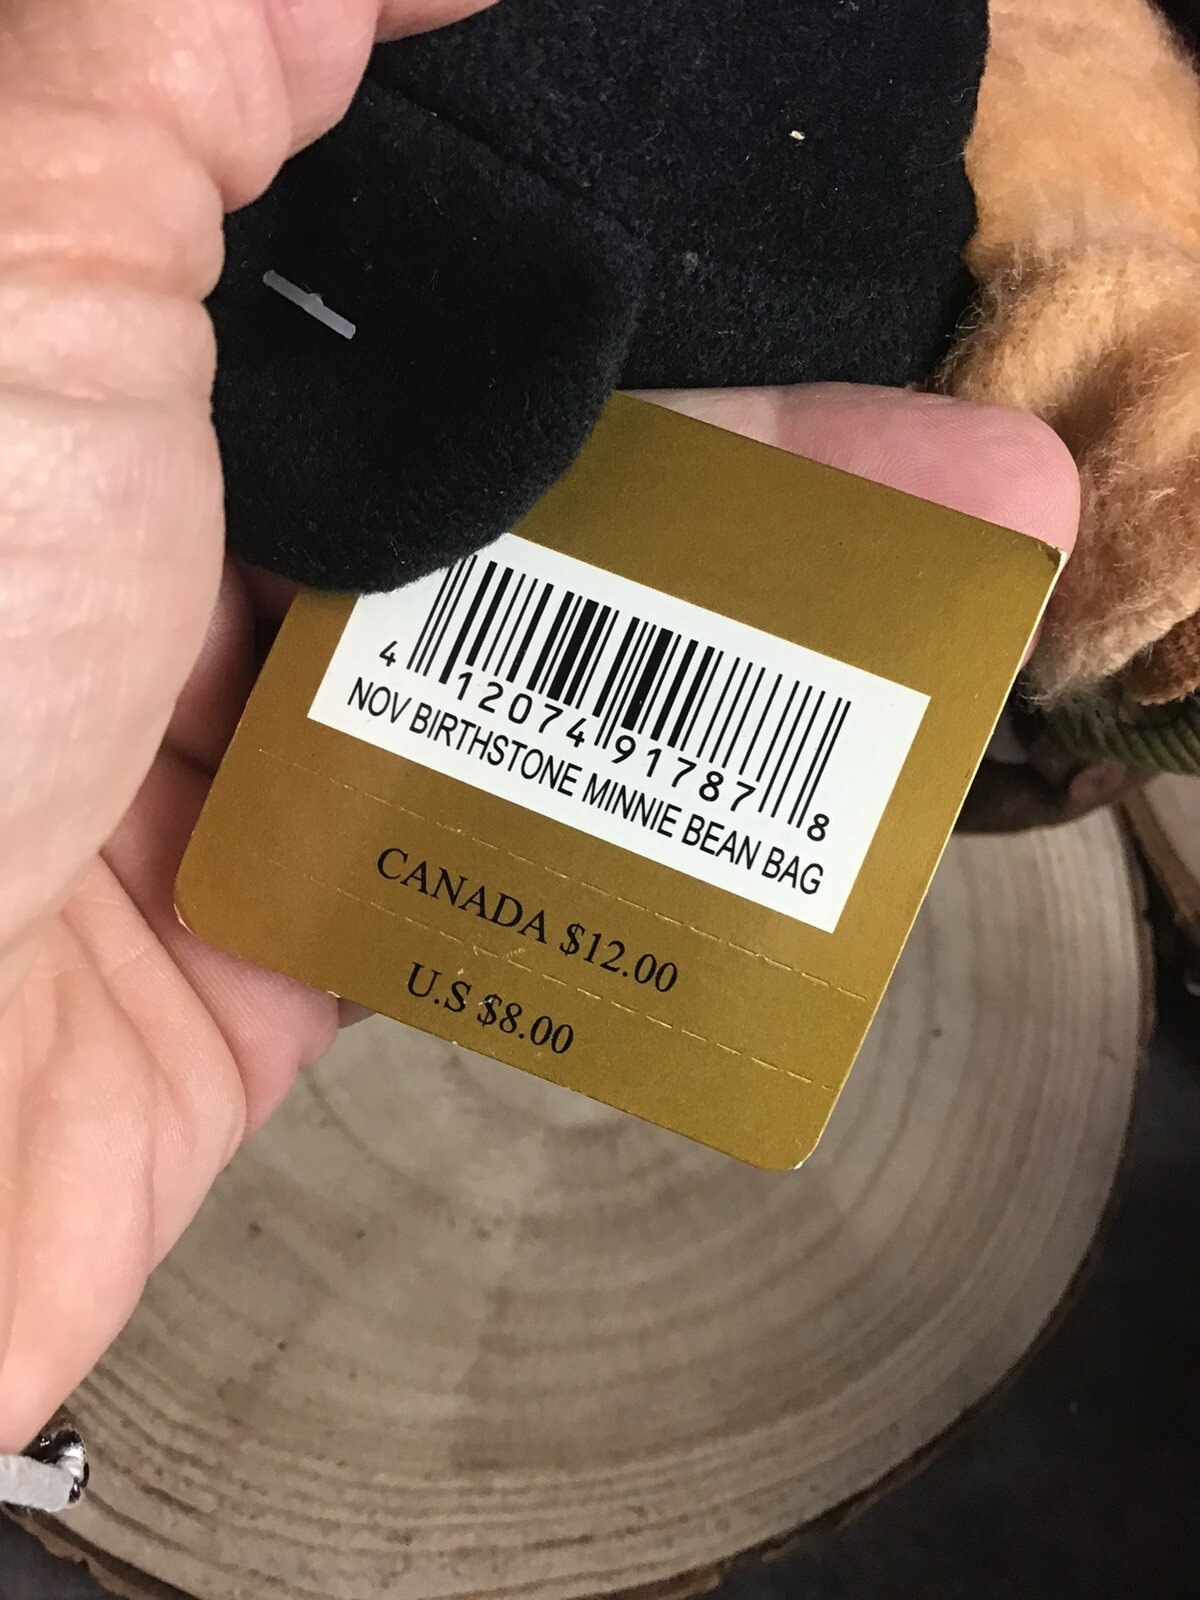 4 12074 91787 8
NOV BIRTHSTONE MINNIE BEAN BAG
CANADA $12.00
U.S $8.00